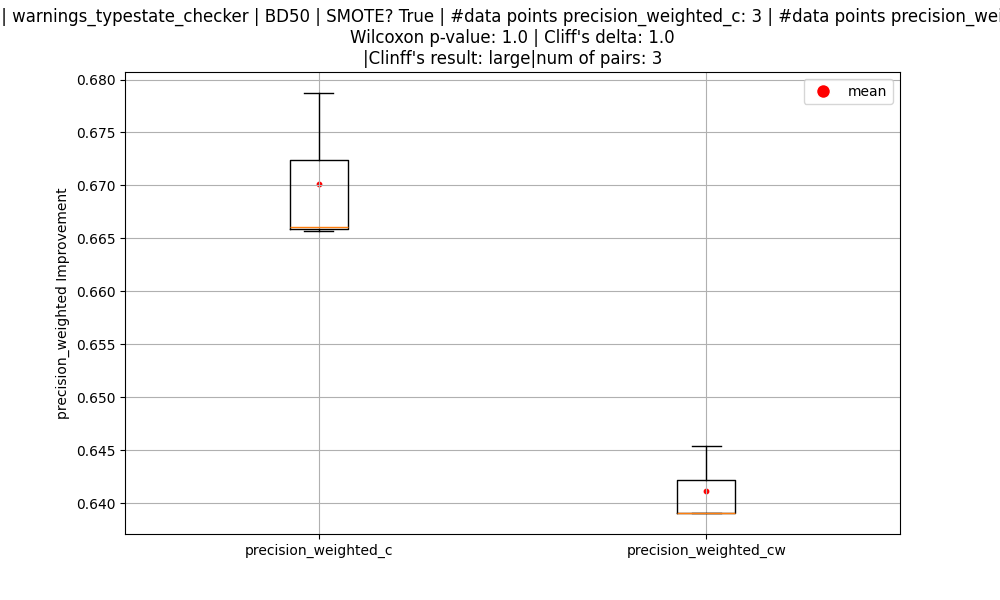 | warnings_typestate_checker | BD50 | SMOTE? True | #data points precision_weighted_c: 3 | #data points
Wilcoxon p-value: 1.0 | Cliff's delta: 1.0
|Clinff's result: large|num of pairs: 3
mean
0.680
0.675
0.670
0.665
0.660
0.655
0.650
0.645
0.640
precision_weighted Improvement
precision_weighted_c
precision_weighted_cw